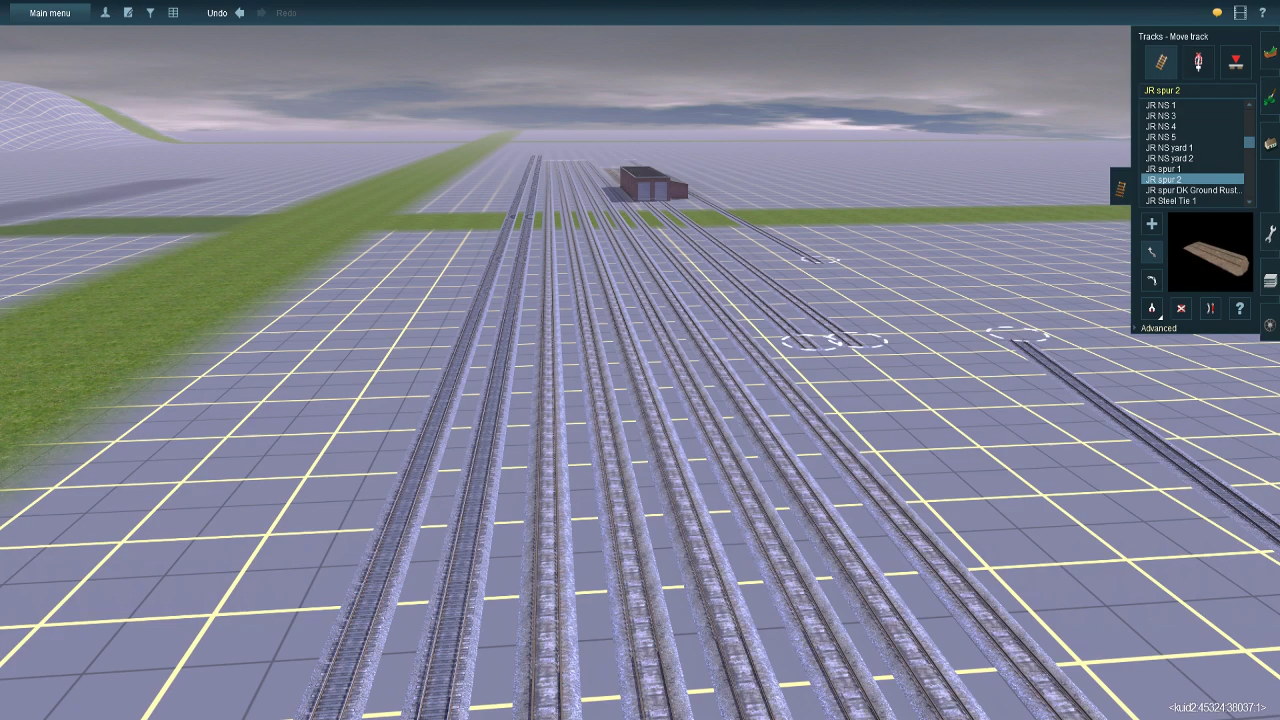 Main menu
Undo
Redo
?
Tracks - Move track
JR spur 2
JR NS 1
JR NS 3
JR NS 4
JR NS 5
JR NS yard 1
JR NS yard 2
JR spur 1
JR spur 2
JR spur DK Ground Rust...
JR Steel Tie 1
?
Advanced
<kuid2:45324:38037:1>